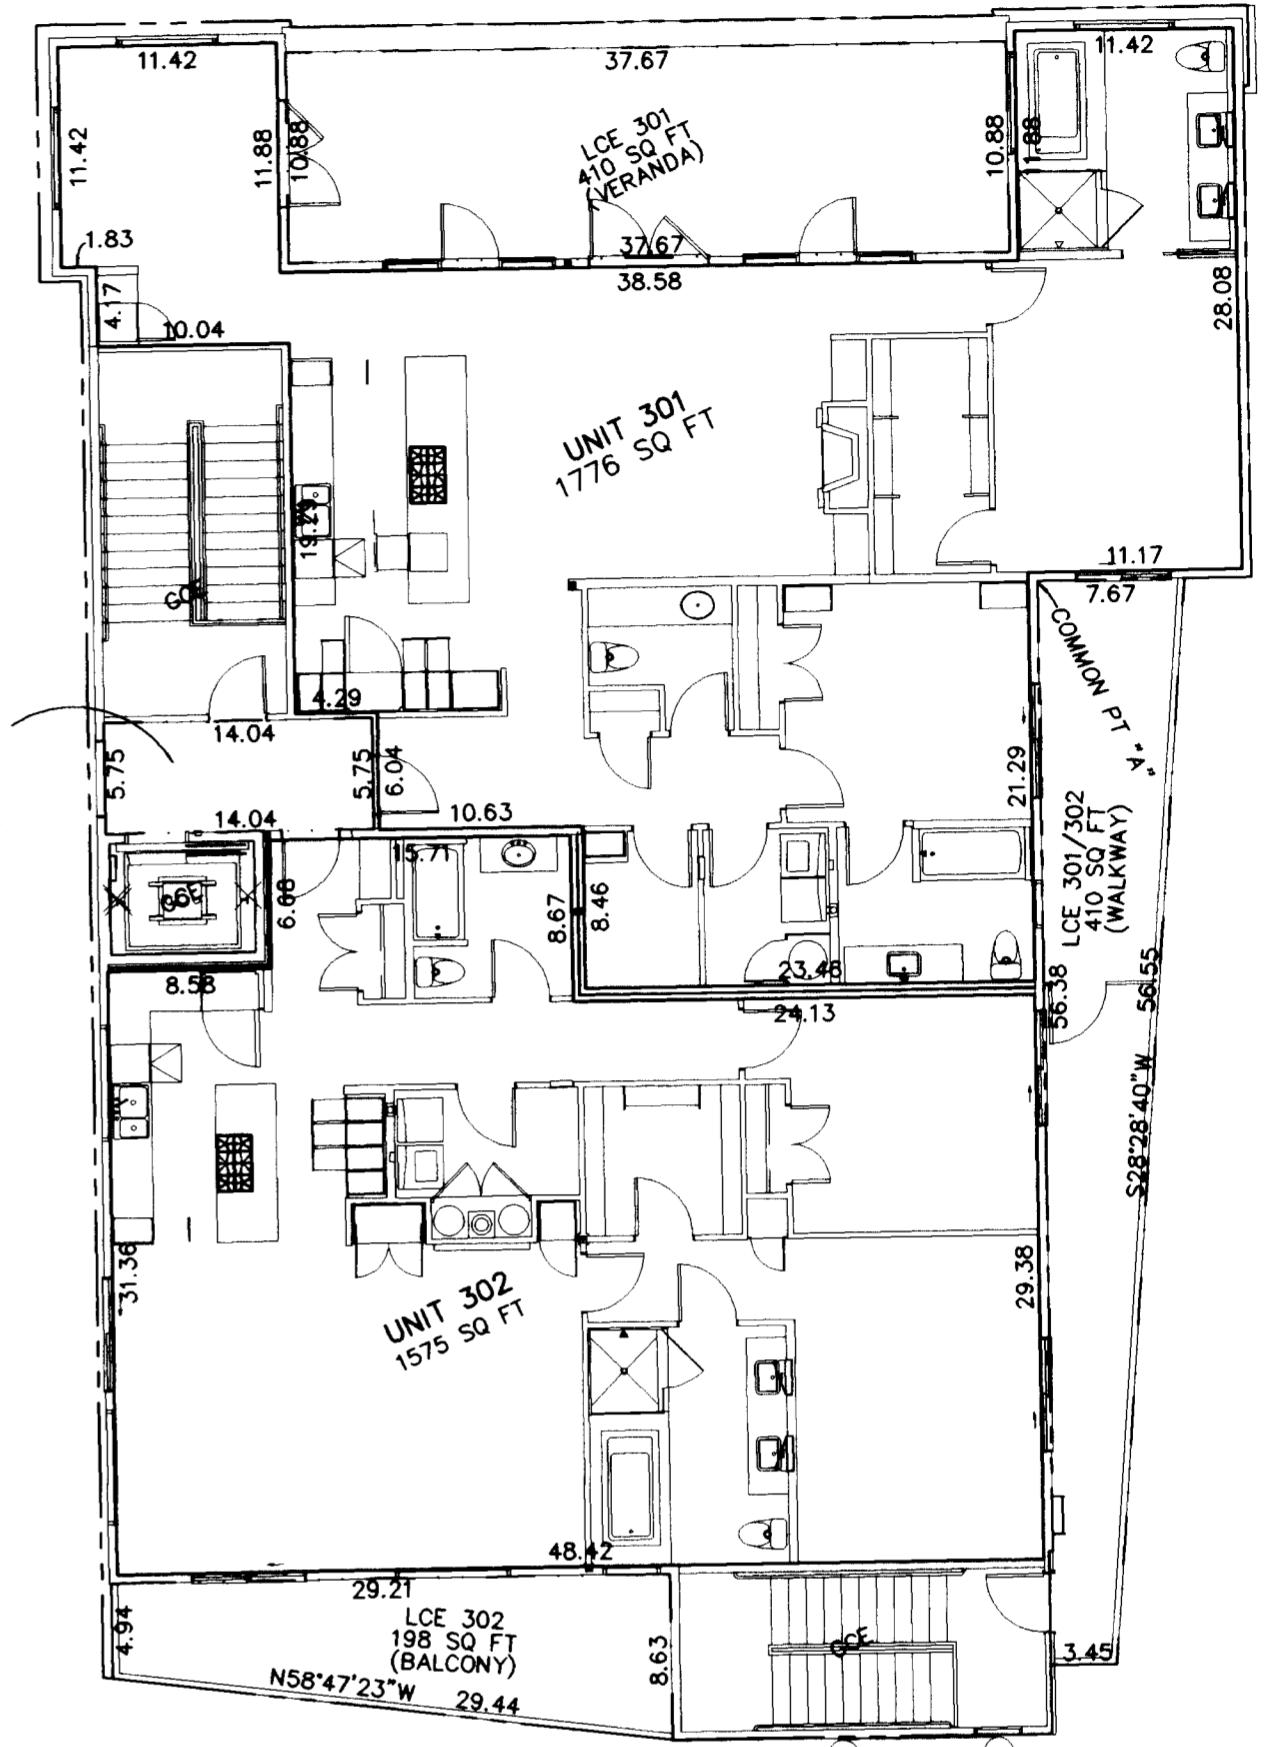 11.42
37.67
11.42
11.42
11.88
10.88
LCE 301
410 SQ FT
(VERANDA)
10.88
11.88
1.83
37.67
38.58
28.08
4.17
10.04
UNIT 301
1776 SQ FT
19.29
GCE
11.17
7.67
COMMON PT "A"
4.29
14.04
5.75
5.75
6.04
21.29
14.04
10.63
15.71
LCE 301/302
410 SQ FT
(WALKWAY)
6.68
8.67
8.46
8.58
23.48
24.13
56.38
56.55
S28°28'40"W
31.36
UNIT 302
1575 SQ FT
29.38
48.42
29.21
4.94
LCE 302
198 SQ FT
(BALCONY)
8.63
GCE
3.45
N58°47'23"W
29.44